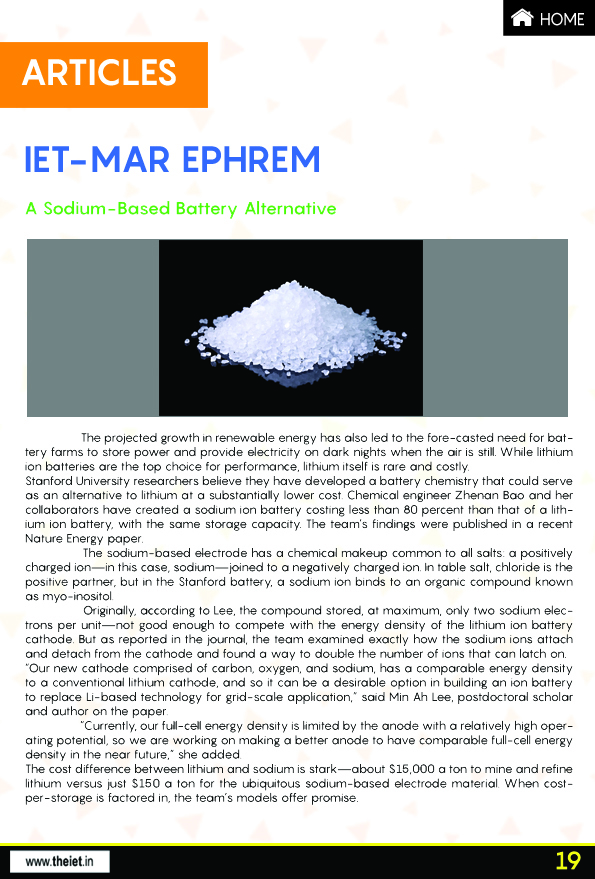 HOME
ARTICLES
IET-MAR EPHREM
A Sodium-Based Battery Alternative
The projected growth in renewable energy has also led to the fore-casted need for bat-
tery farms to store power and provide electricity on dark nights when the air is still. While lithium
ion batteries are the top choice for performance, lithium itself is rare and costly.
Stanford University researchers believe they have developed a battery chemistry that could serve
as an alternative to lithium at a substantially lower cost. Chemical engineer Zhenan Bao and her
collaborators have created a sodium ion battery costing less than 80 percent than that of a lith-
ium ion battery, with the same storage capacity. The team's findings were published in a recent
Nature Energy paper.
The sodium-based electrode has a chemical makeup common to all salts: a positively
charged ion—in this case, sodium—joined to a negatively charged ion. In table salt, chloride is the
positive partner, but in the Stanford battery, a sodium ion binds to an organic compound known
as myo-inositol.
Originally, according to Lee, the compound stored, at maximum, only two sodium elec-
trons per unit—not good enough to compete with the energy density of the lithium ion battery
cathode. But as reported in the journal, the team examined exactly how the sodium ions attach
and detach from the cathode and found a way to double the number of ions that can latch on.
"Our new cathode comprised of carbon, oxygen, and sodium, has a comparable energy density
to a conventional lithium cathode, and so it can be a desirable option in building an ion battery
to replace Li-based technology for grid-scale application," said Min Ah Lee, postdoctoral scholar
and author on the paper.
"Currently, our full-cell energy density is limited by the anode with a relatively high oper-
ating potential, so we are working on making a better anode to have comparable full-cell energy
density in the near future," she added.
The cost difference between lithium and sodium is stark—about $15,000 a ton to mine and refine
lithium versus just $150 a ton for the ubiquitous sodium-based electrode material. When cost-
per-storage is factored in, the team's models offer promise.
www.theiet.in
19